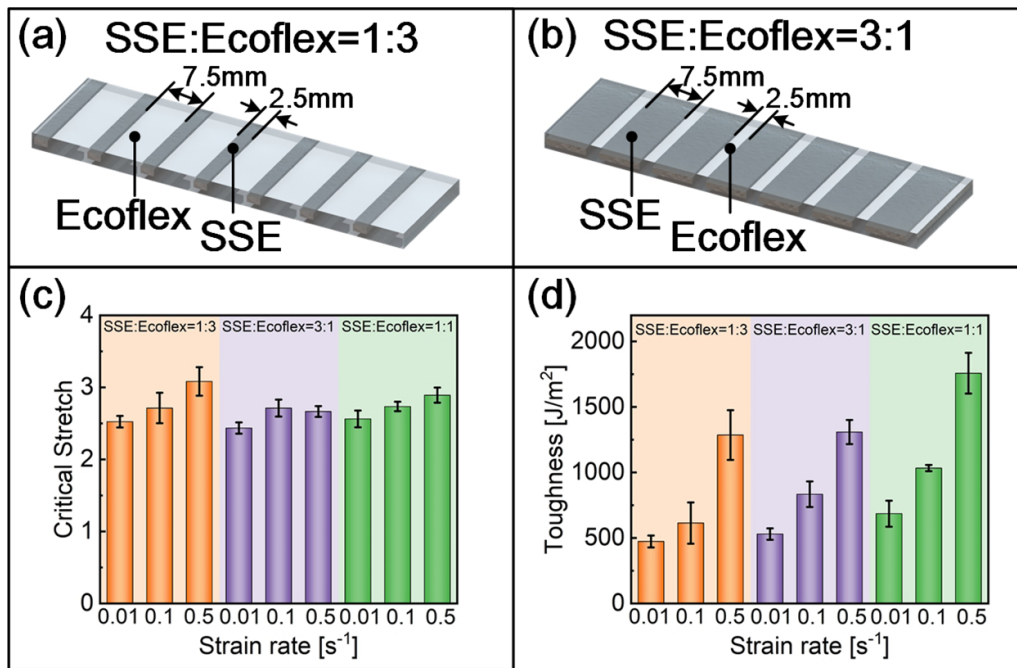 (a) SSE:Ecoflex=1:3
7.5mm
2.5mm
Ecoflex
SSE
(b) SSE:Ecoflex=3:1
7.5mm
2.5mm
SSE
Ecoflex
(c)
SSE:Ecoflex=1:3 SSE:Ecoflex=3:1 SSE:Ecoflex=1:1
4
3
2
1
0
Critical Stretch
0.01 0.1 0.5 0.01 0.1 0.5 0.01 0.1 0.5
Strain rate [s⁻¹]
(d)
SSE:Ecoflex=1:3 SSE:Ecoflex=3:1 SSE:Ecoflex=1:1
2000
1500
1000
500
0
Toughness [J/m²]
0.01 0.1 0.5 0.01 0.1 0.5 0.01 0.1 0.5
Strain rate [s⁻¹]